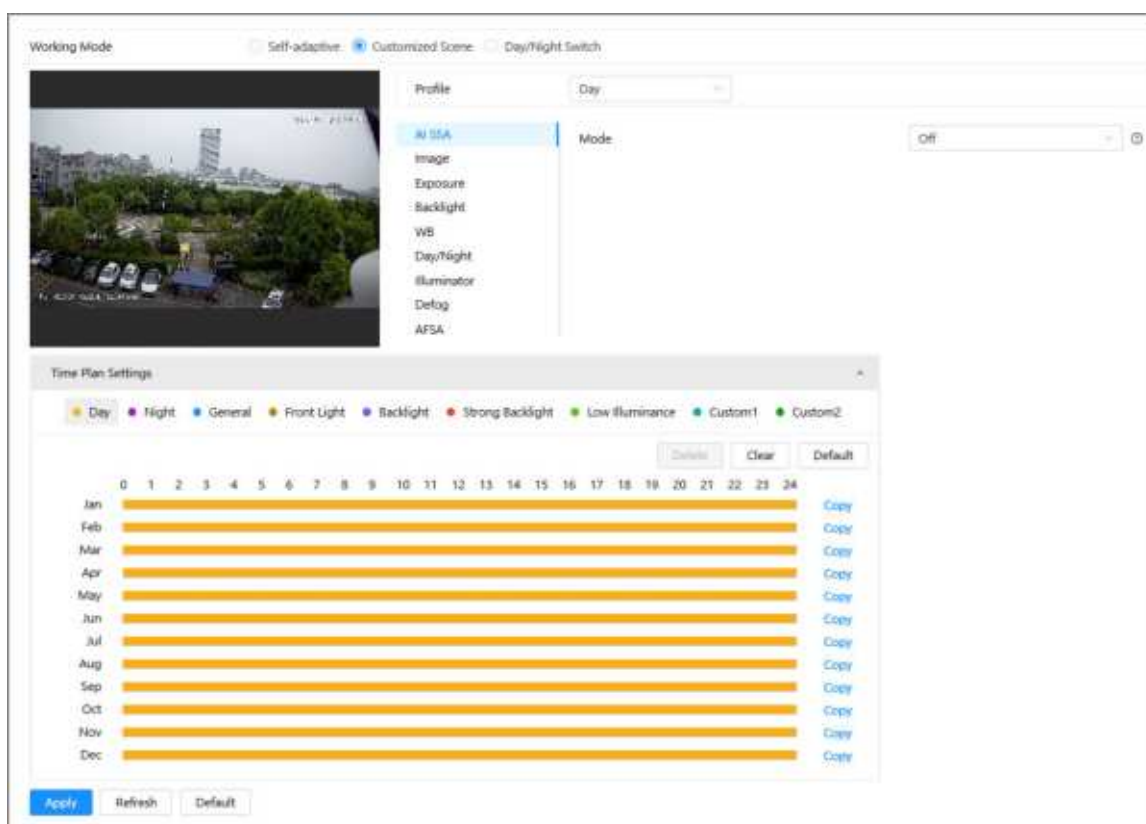 Working Mode Self-adaptive Customized Scene Day/Night Switch
Profile Day
AI SSA Mode Off
Image
Exposure
Backlight
WB
Day/Night
Illuminator
Defog
AFSA
Time Plan Settings
Day Night General Front Light Backlight Strong Backlight Low Illuminance Custom1 Custom2
Delete Clear Default
0 1 2 3 4 5 6 7 8 9 10 11 12 13 14 15 16 17 18 19 20 21 22 23 24
Jan Copy
Feb Copy
Mar Copy
Apr Copy
May Copy
Jun Copy
Jul Copy
Aug Copy
Sep Copy
Oct Copy
Nov Copy
Dec Copy
Apply Refresh Default